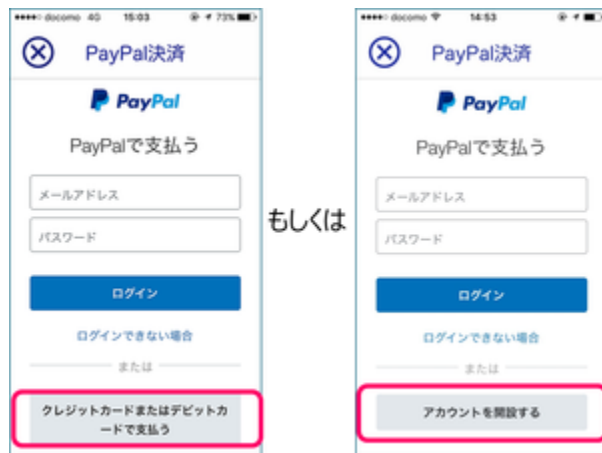 docomo 4G 15:03 73%
PayPal決済
PayPal
PayPalで支払う
メールアドレス
パスワード
ログイン
ログインできない場合
または
クレジットカードまたはデビットカ
ードで支払う
もしくは
docomo 14:53
PayPal決済
PayPal
PayPalで支払う
メールアドレス
パスワード
ログイン
ログインできない場合
または
アカウントを開設する